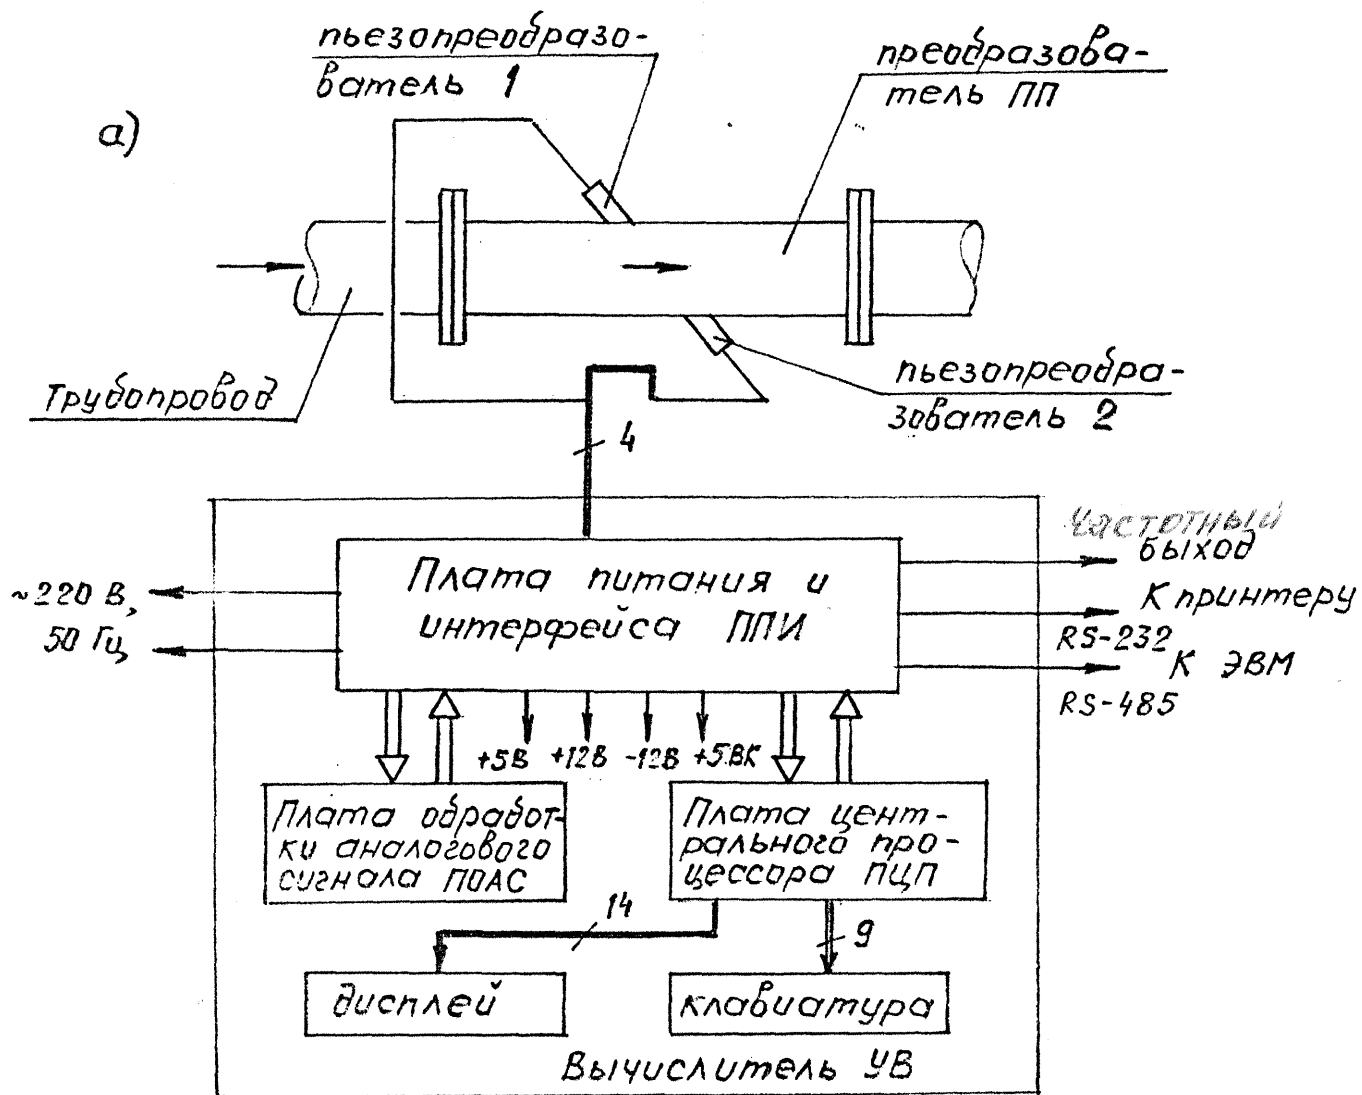 пьезопреобразо-
ватель 1
преобразова-
тель ПП
а)
Трубопровод
пьезопреобра-
зователь 2
4
Частотный
выход
Плата питания и
интерфейса ППИ
~220 В,
50 Гц
К принтеру
RS-232
К ЭВМ
RS-485
+5В +12В -12В +5ВК
Плата обработ-
ки аналогового
сигнала ПОАС
Плата цент-
рального про-
цессора ПЦП
14
9
дисплей
клавиатура
Вычислитель УВ